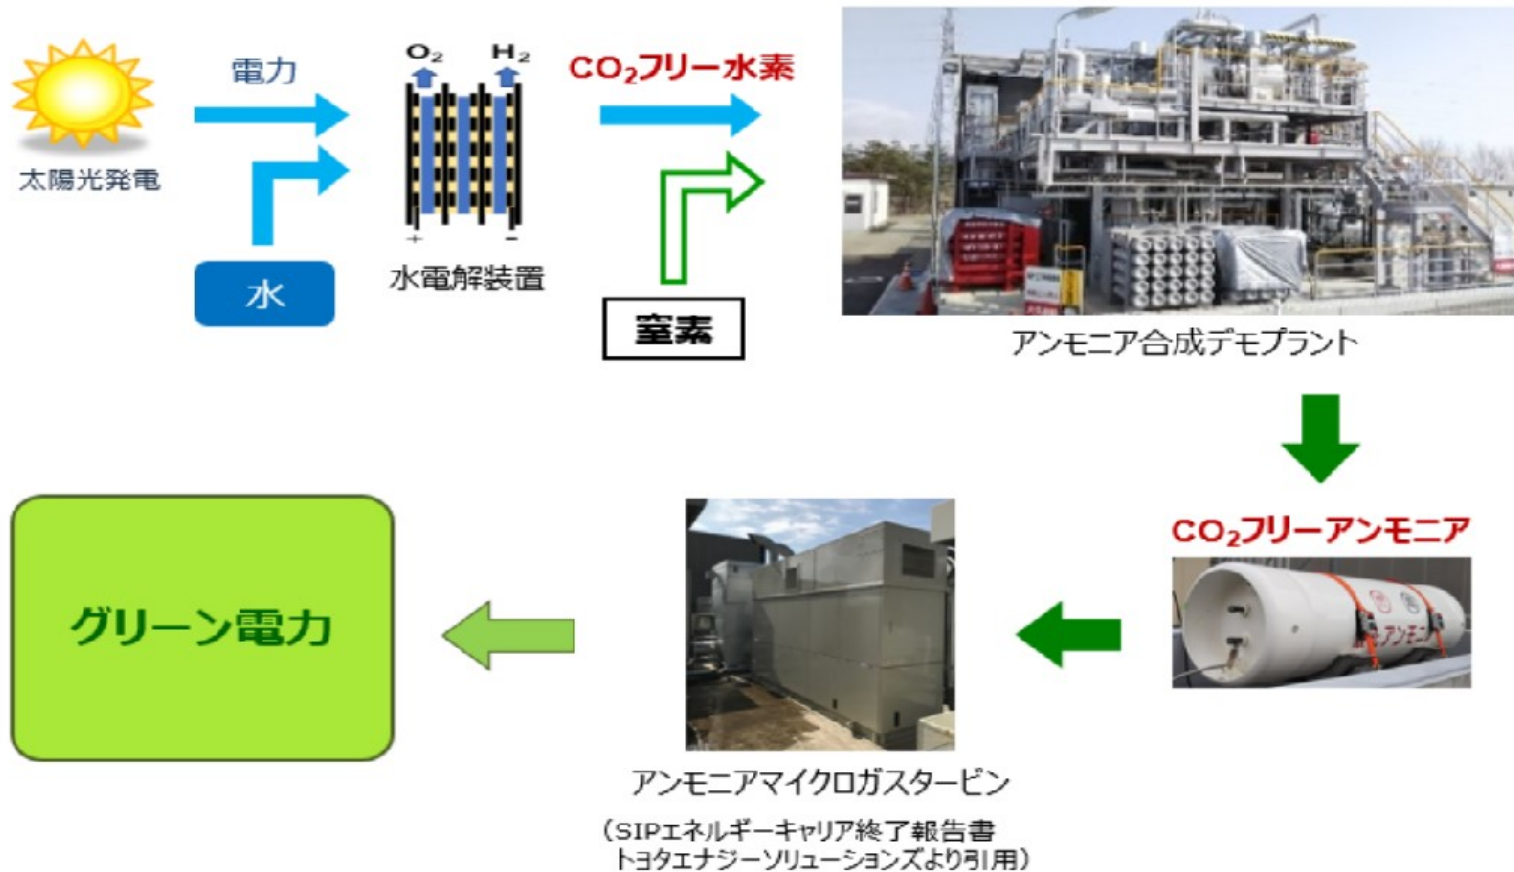 電力
O₂
H₂
CO₂フリー水素
太陽光発電
水
+
-
水電解装置
窒素
アンモニア合成デモプラント
CO₂フリーアンモニア
アンモニア
グリーン電力
アンモニアマイクロガスタービン
(SIPエネルギーキャリア終了報告書
トヨタエナジーソリューションズより引用)